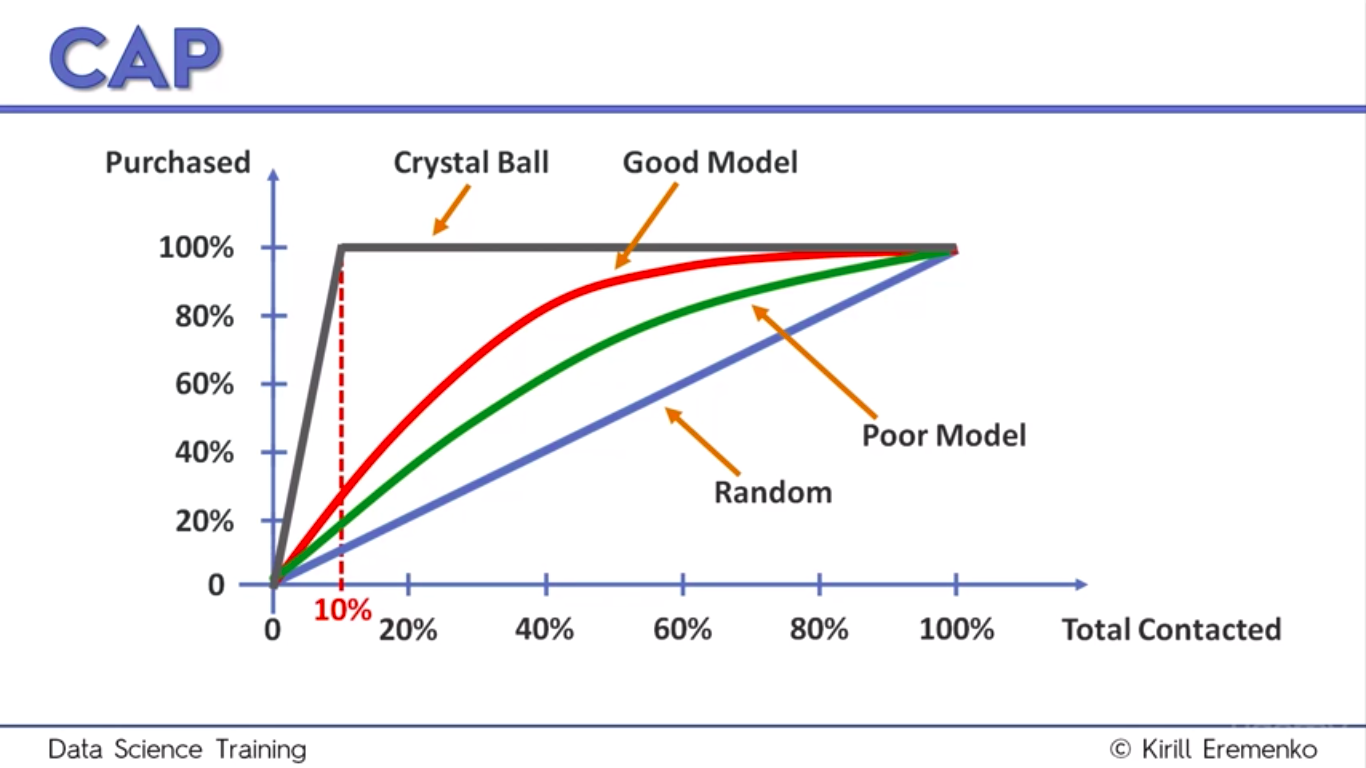 CAP
Purchased
Crystal Ball
Good Model
100%
80%
60%
40%
20%
0
Poor Model
Random
10%
0
20%
40%
60%
80%
100%
Total Contacted
Data Science Training
© Kirill Eremenko